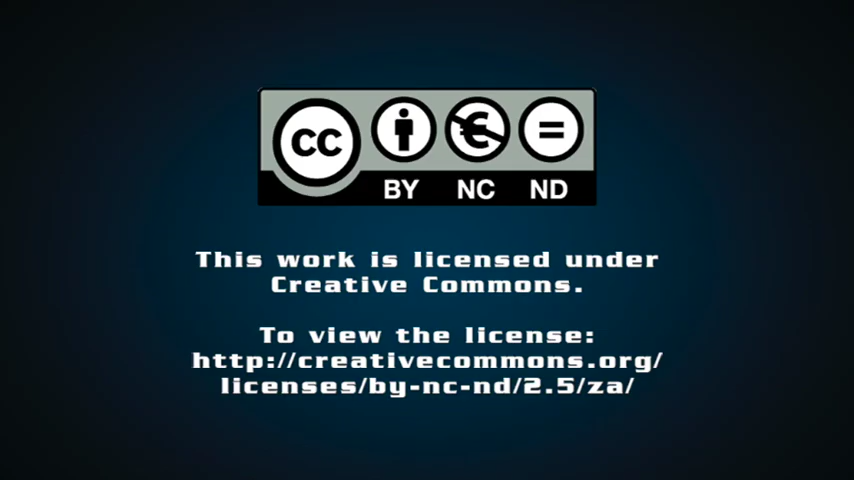 CC
BY NC ND
This work is licensed under
Creative Commons.
To view the license:
http://creativecommons.org/
licenses/by-nc-nd/2.5/za/